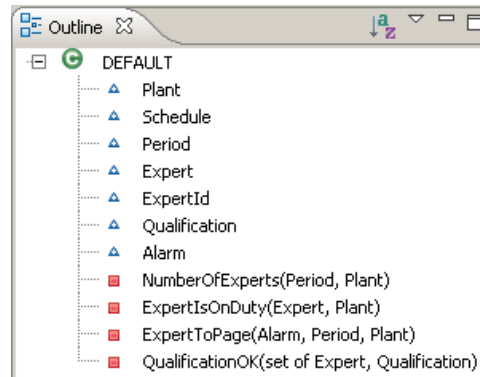 Outline
a
z
C DEFAULT
Plant
Schedule
Period
Expert
ExpertId
Qualification
Alarm
NumberOfExperts(Period, Plant)
ExpertIsOnDuty(Expert, Plant)
ExpertToPage(Alarm, Period, Plant)
QualificationOK(set of Expert, Qualification)